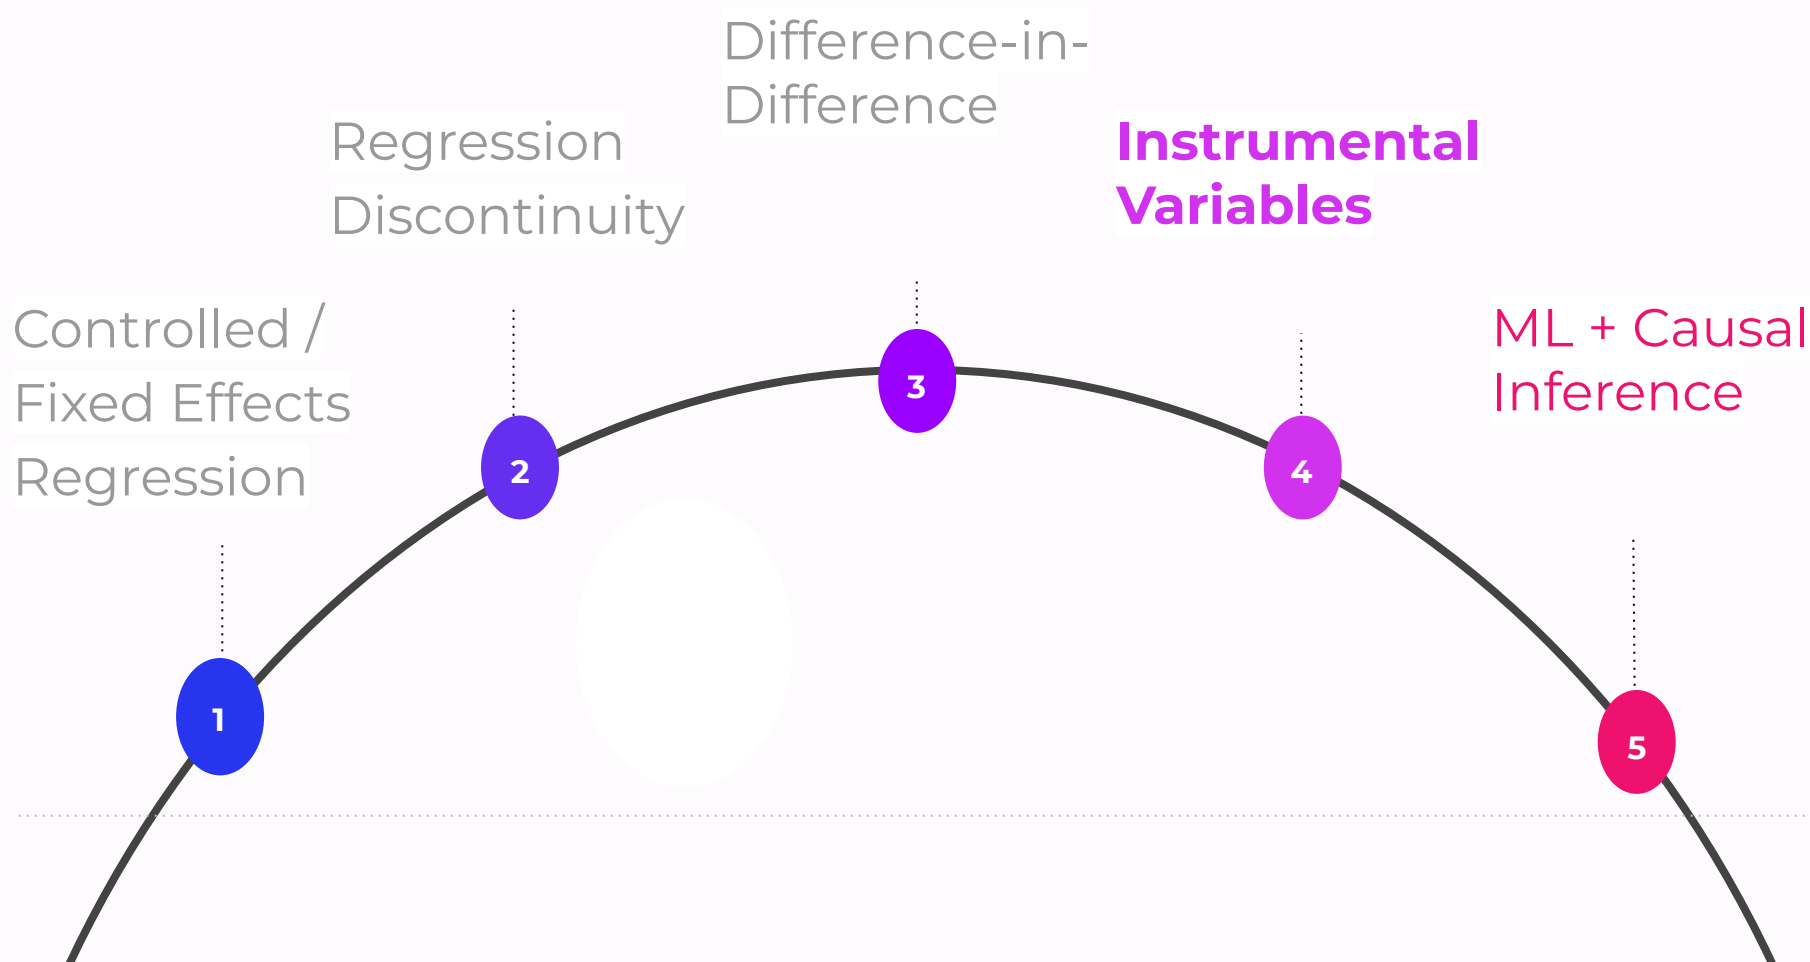 Controlled /
Fixed Effects
Regression
1
Regression
Discontinuity
2
Difference-in-
Difference
3
Instrumental
Variables
4
ML + Causal
Inference
5